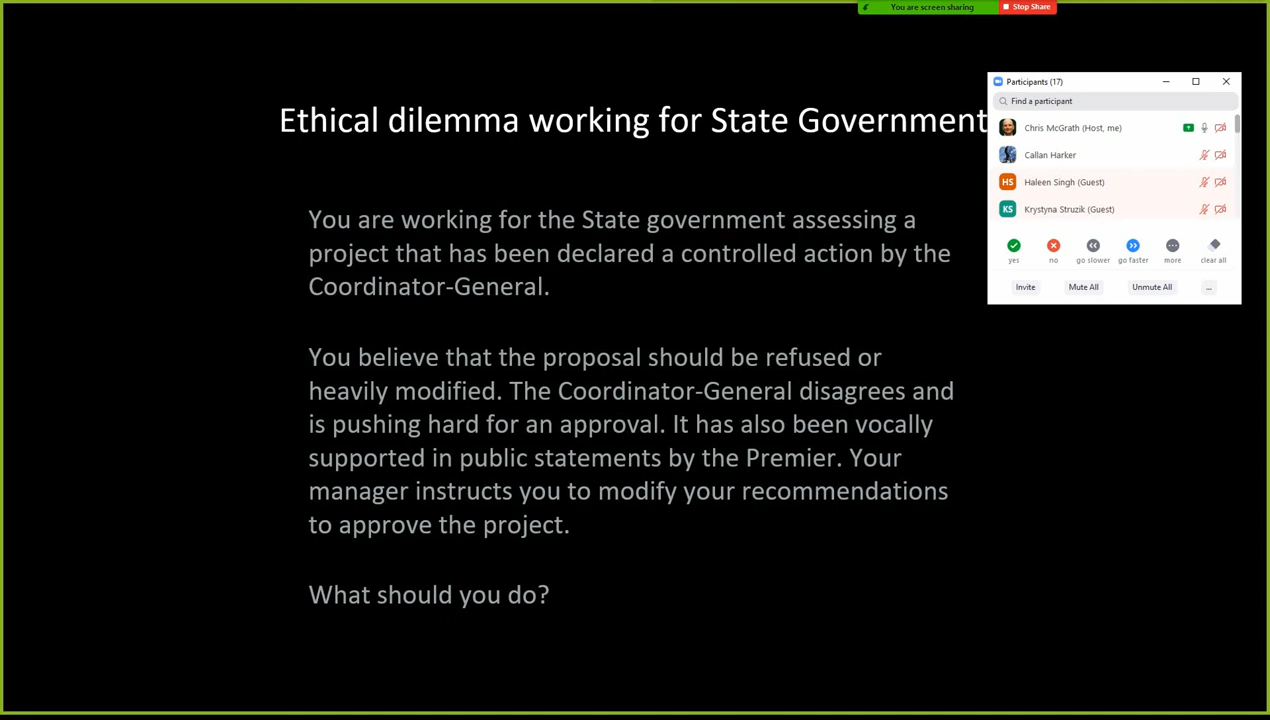 You are screen sharing
Stop Share
Participants (17)
Find a participant
Ethical dilemma working for State Government
Chris McGrath (Host, me)
Callan Harker
HS Haleen Singh (Guest)
KS Krystyna Struzik (Guest)
yes no go slower go faster more clear all
Invite Mute All Unmute All ...
You are working for the State government assessing a
project that has been declared a controlled action by the
Coordinator-General.
You believe that the proposal should be refused or
heavily modified. The Coordinator-General disagrees and
is pushing hard for an approval. It has also been vocally
supported in public statements by the Premier. Your
manager instructs you to modify your recommendations
to approve the project.
What should you do?